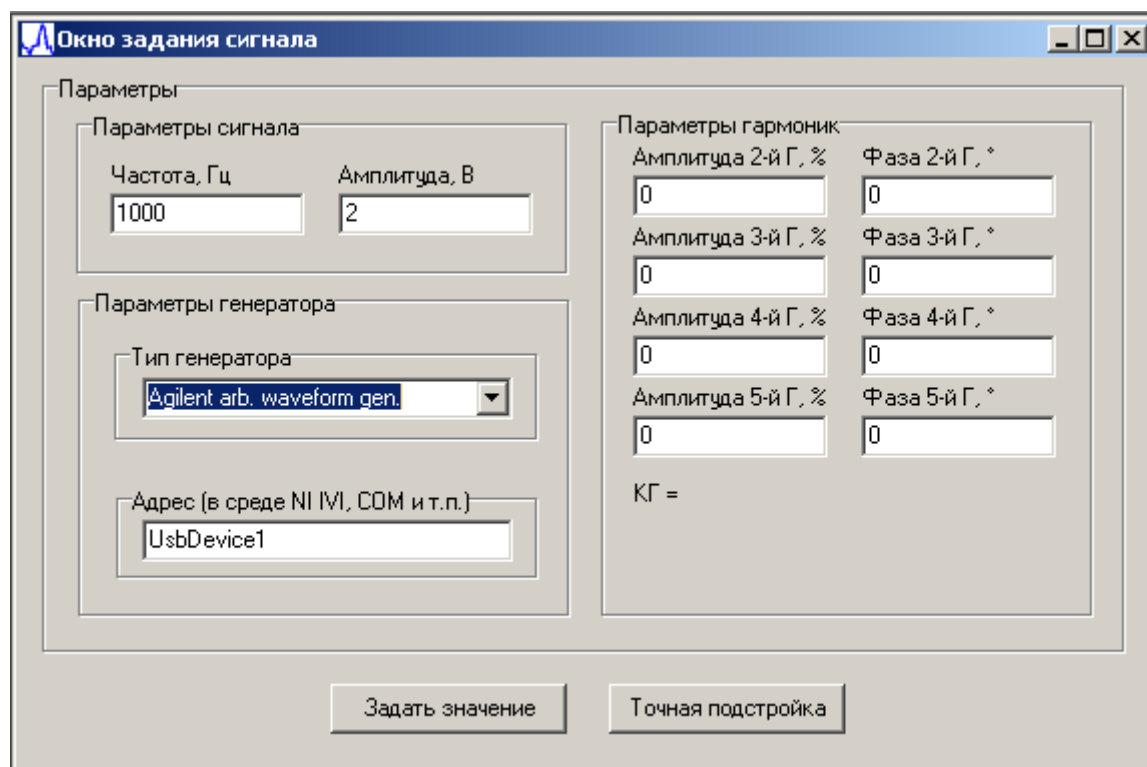 Окно задания сигнала
Параметры
Параметры сигнала
Частота, Гц Амплитуда, В
1000 2
Параметры генератора
Тип генератора
Agilent arb. waveform gen.
Адрес (в среде NI IVI, COM и т.п.)
UsbDevice1
Параметры гармоник
Амплитуда 2-й Г, % Фаза 2-й Г, °
0 0
Амплитуда 3-й Г, % Фаза 3-й Г, °
0 0
Амплитуда 4-й Г, % Фаза 4-й Г, °
0 0
Амплитуда 5-й Г, % Фаза 5-й Г, °
0 0
КГ =
Задать значение Точная подстройка